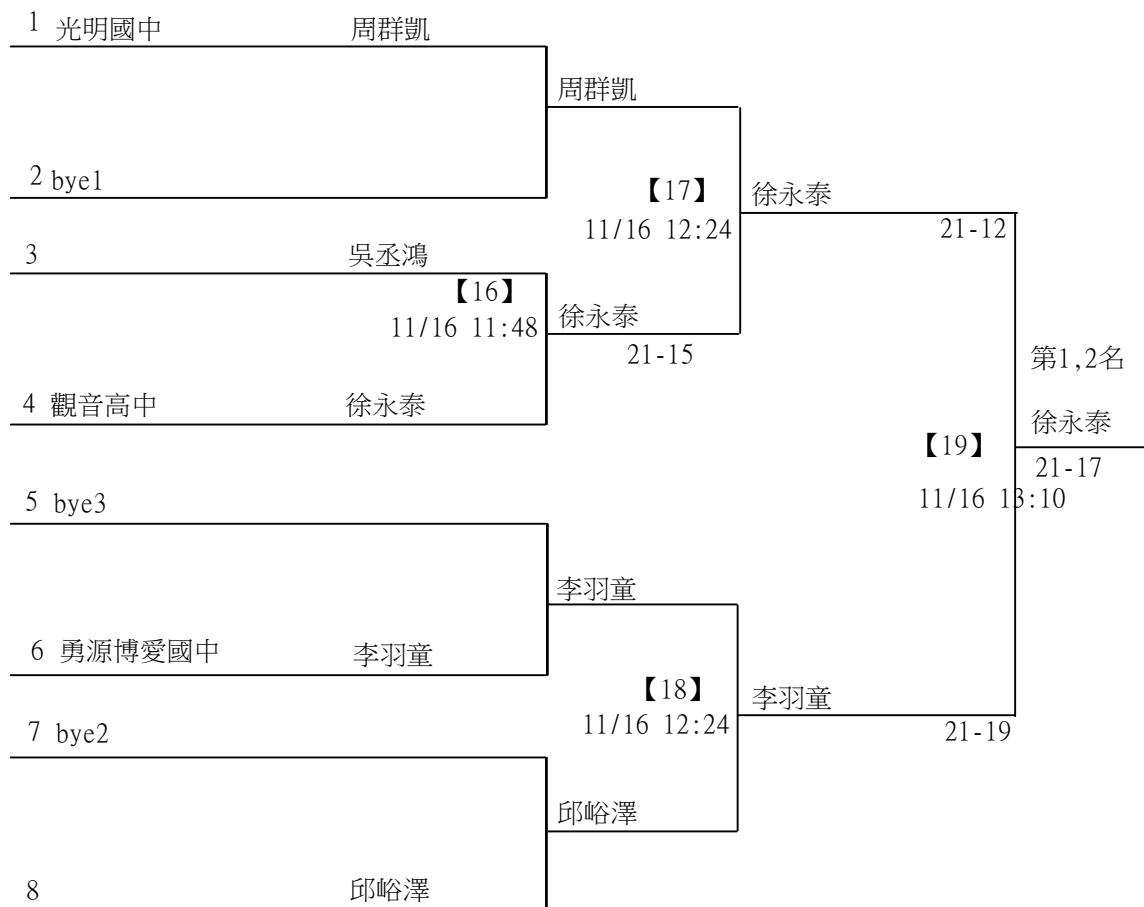 1 光明國中 周群凱
周群凱
2 bye1
【17】
11/16 12:24
徐永泰
21-12
3 吳丞鴻
【16】
11/16 11:48
徐永泰
21-15
4 觀音高中 徐永泰
第1,2名
徐永泰
【19】
21-17
11/16 13:10
5 bye3
李羽童
6 勇源博愛國中 李羽童
【18】
11/16 12:24
李羽童
21-19
7 bye2
邱峪澤
8 邱峪澤